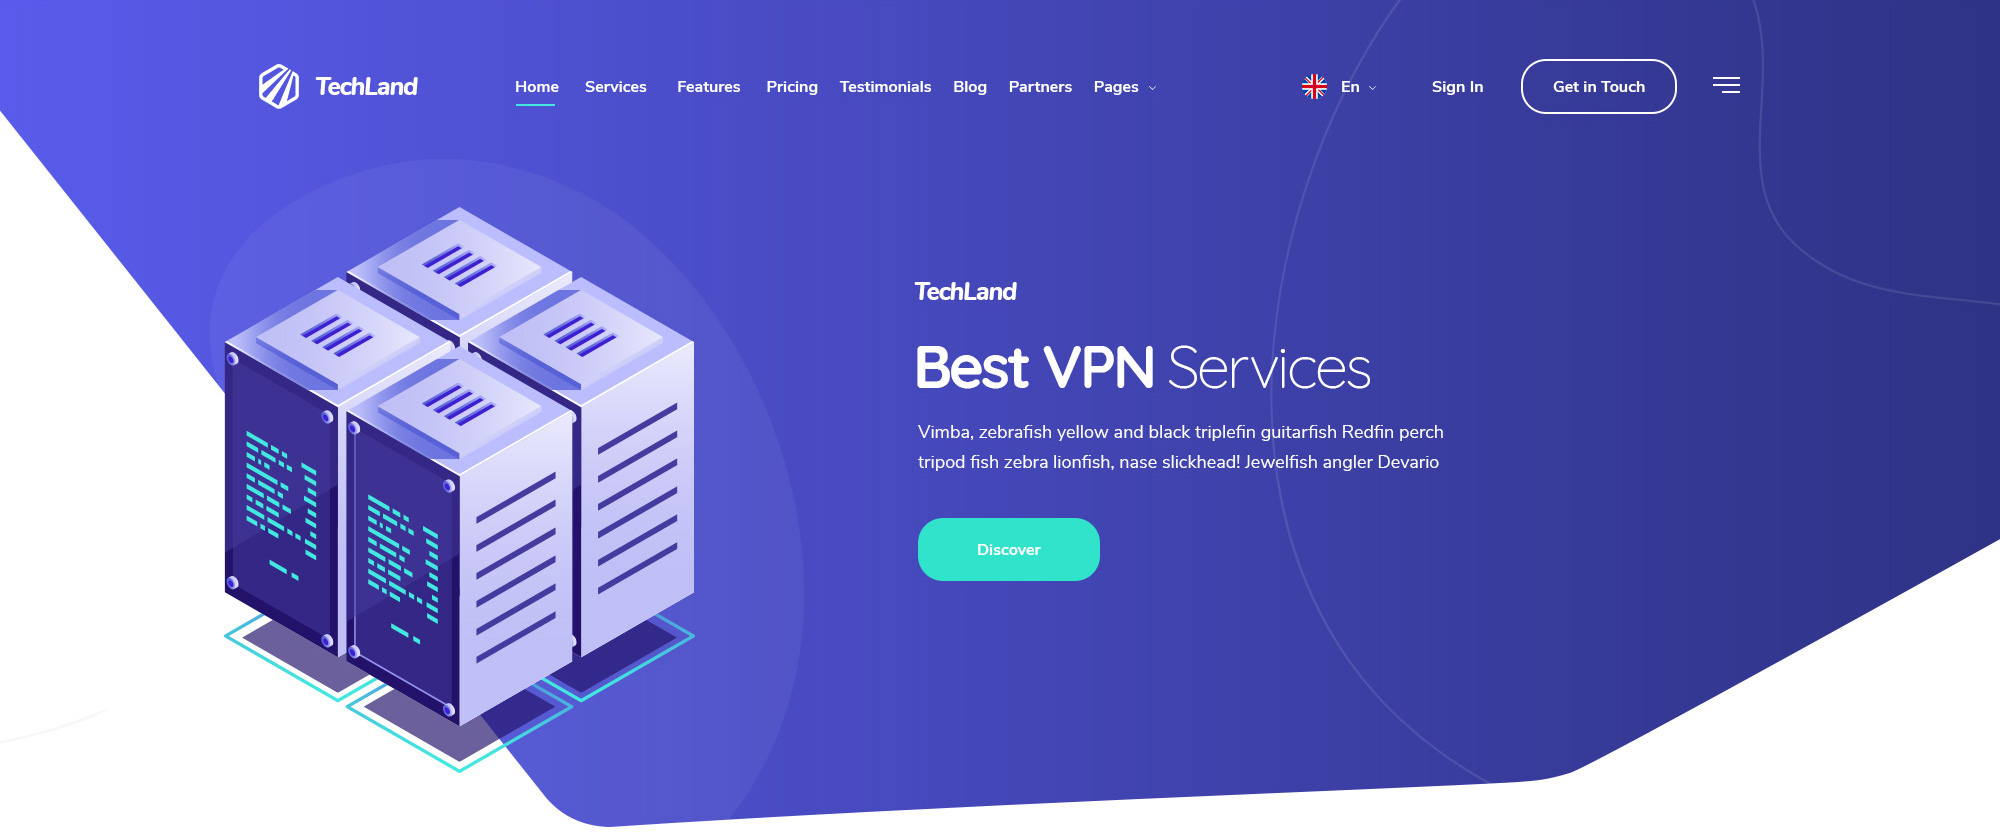 TechLand
Home Services Features Pricing Testimonials Blog Partners Pages En Sign In Get in Touch
TechLand
Best VPN Services
Vimba, zebrafish yellow and black triplefin guitarfish Redfin perch
tripod fish zebra lionfish, nase slickhead! Jewelfish angler Devario
Discover